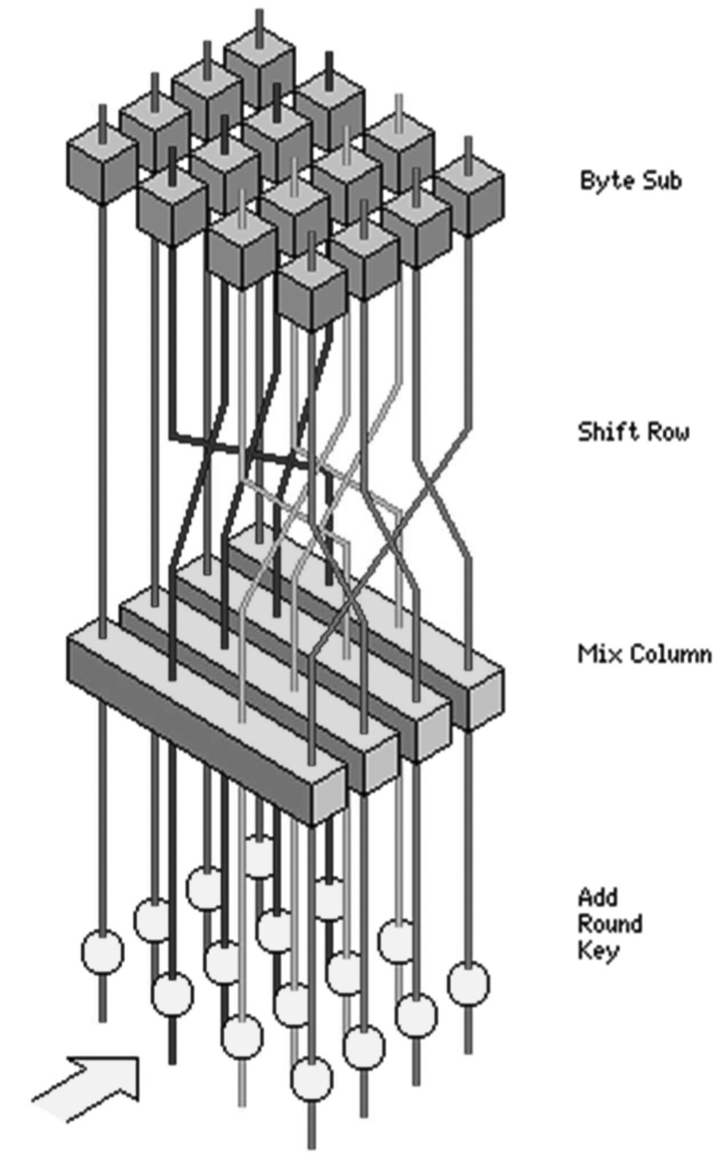 Byte Sub
Shift Row
Mix Column
Add
Round
Key